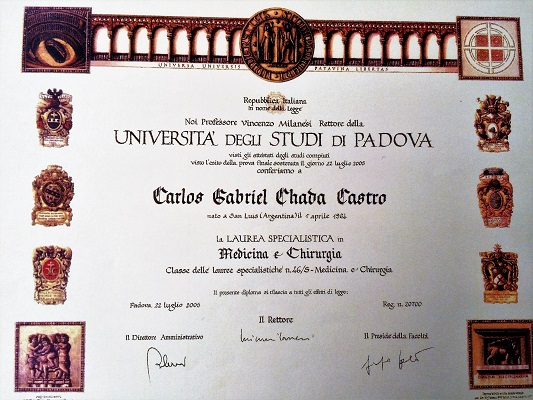 UNIVERSA UNIVERSIS PATAVINA LIBERTAS
Repubblica Italiana
In nome della Legge
Noi Professore Vincenzo Milanesi Rettore della
UNIVERSITA' DEGLI STUDI DI PADOVA
visti gli attestati degli studi compiuti
visto l'esito della prova finale sostenuta il giorno 22 luglio 2005
conferiamo a
Carlos Gabriel Chada Castro
nato a San Luis (Argentina) il aprile 1984
la LAUREA SPECIALISTICA in
Medicina e Chirurgia
Classe delle lauree specialistiche n. 46/S - Medicina e Chirurgia
Il presente diploma si rilascia a tutti gli effetti di legge.
Padova 22 luglio 2005
Reg. n. 20700
Il Rettore
Il Direttore Amministrativo
Il Preside della Facoltà